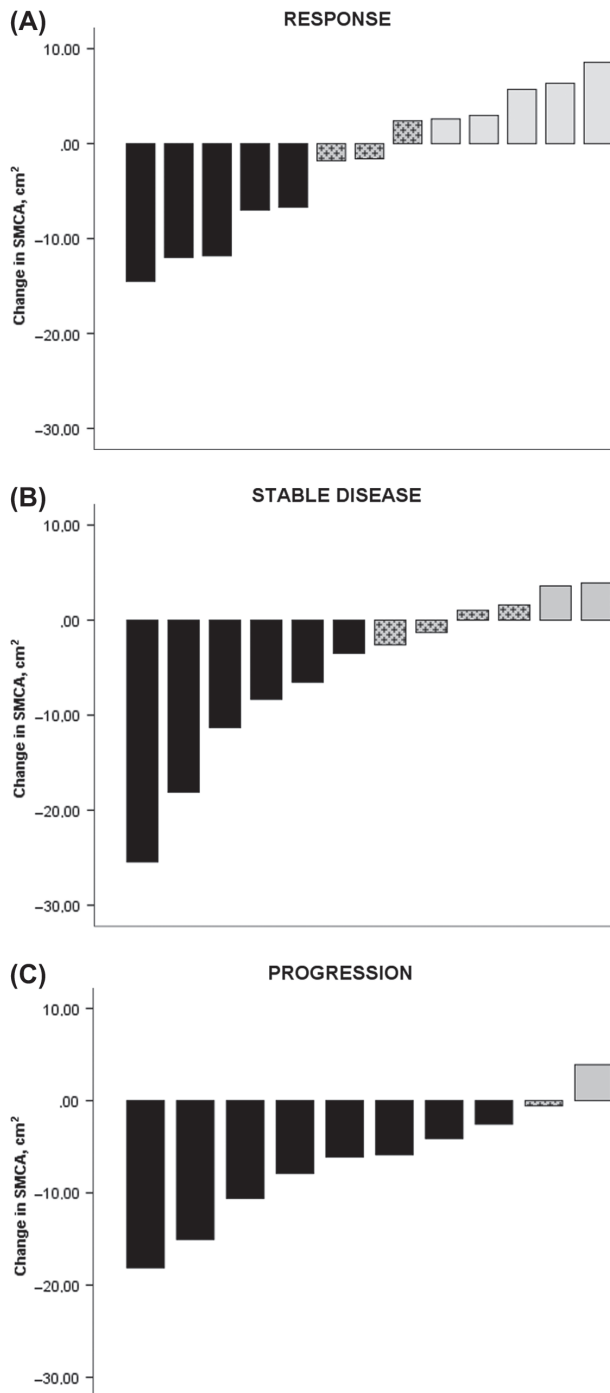 (A)
RESPONSE
10.00
.00
–10.00
–20.00
–30.00
Change in SMCA, cm²
(B)
STABLE DISEASE
10.00
.00
–10.00
–20.00
–30.00
Change in SMCA, cm²
(C)
PROGRESSION
10.00
.00
–10.00
–20.00
–30.00
Change in SMCA, cm²